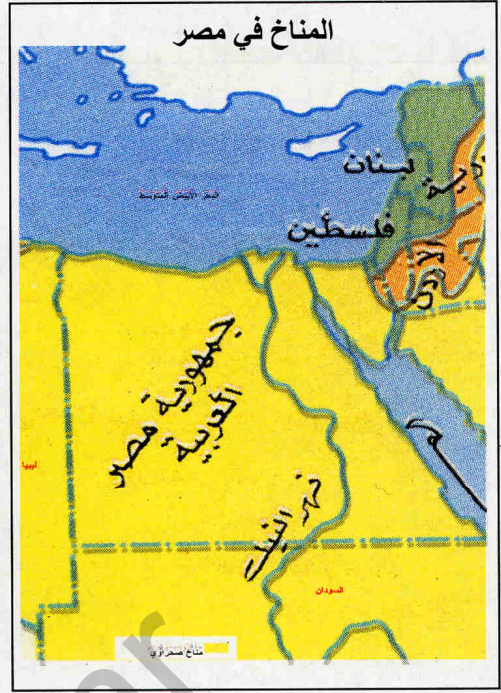 المناخ في مصر
لبنان
البحر الأبيض المتوسط
فلسطين
الأردن
جمهورية مصر
العربية
نهر النيل
ليبيا
السودان
مناخ صحراوي